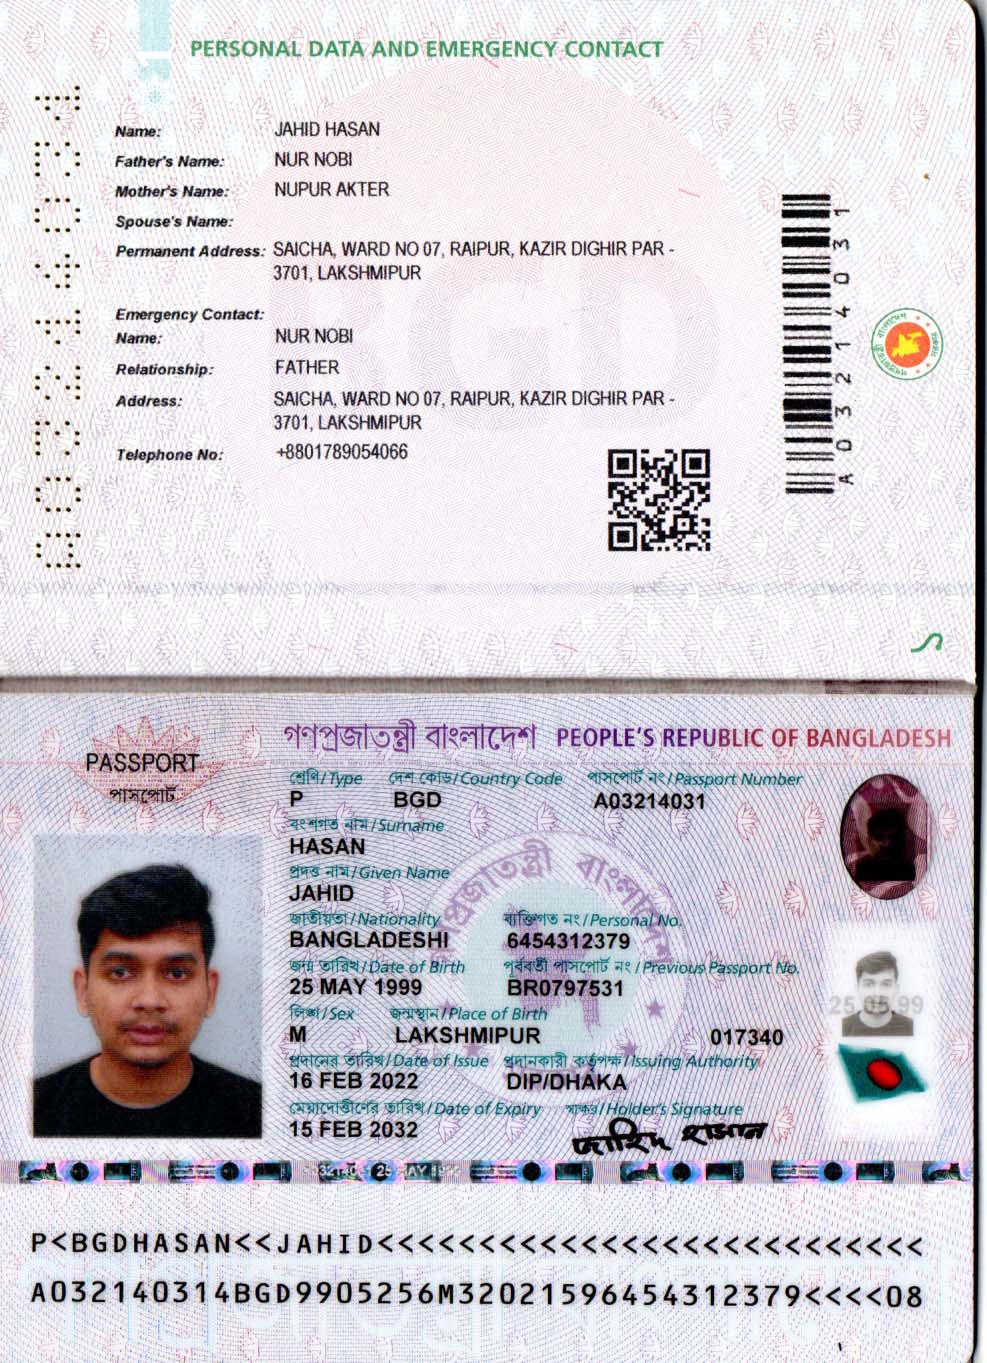 PERSONAL DATA AND EMERGENCY CONTACT
Name: JAHID HASAN
Father's Name: NUR NOBI
Mother's Name: NUPUR AKTER
Spouse's Name:
Permanent Address: SAICHA, WARD NO 07, RAIPUR, KAZIR DIGHIR PAR -
3701, LAKSHMIPUR
Emergency Contact:
Name: NUR NOBI
Relationship: FATHER
Address: SAICHA, WARD NO 07, RAIPUR, KAZIR DIGHIR PAR -
3701, LAKSHMIPUR
Telephone No: +8801789054066
A03214031
A03214031
গণপ্রজাতন্ত্রী বাংলাদেশ PEOPLE'S REPUBLIC OF BANGLADESH
PASSPORT
পাসপোর্ট
শ্রেণি/Type দেশ কোড/Country Code পাসপোর্ট নং/Passport Number
P BGD A03214031
বংশগত নাম/Surname
HASAN
প্রদত্ত নাম/Given Name
JAHID
জাতীয়তা/Nationality ব্যক্তিগত নং/Personal No.
BANGLADESHI 6454312379
জন্ম তারিখ/Date of Birth পূর্ববর্তী পাসপোর্ট নং/Previous Passport No.
25 MAY 1999 BR0797531
লিঙ্গ/Sex জন্মস্থান/Place of Birth
M LAKSHMIPUR 017340
প্রদানের তারিখ/Date of Issue প্রদানকারী কর্তৃপক্ষ/Issuing Authority
16 FEB 2022 DIP/DHAKA
মেয়াদোত্তীর্ণের তারিখ/Date of Expiry স্বাক্ষর/Holder's Signature
15 FEB 2032 জাহিদ হাসান
25.05.99
P<BGDHASAN<<JAHID<<<<<<<<<<<<<<<<<<<<<<<<<<<
A032140314BGD9905256M32021596454312379<<<<08